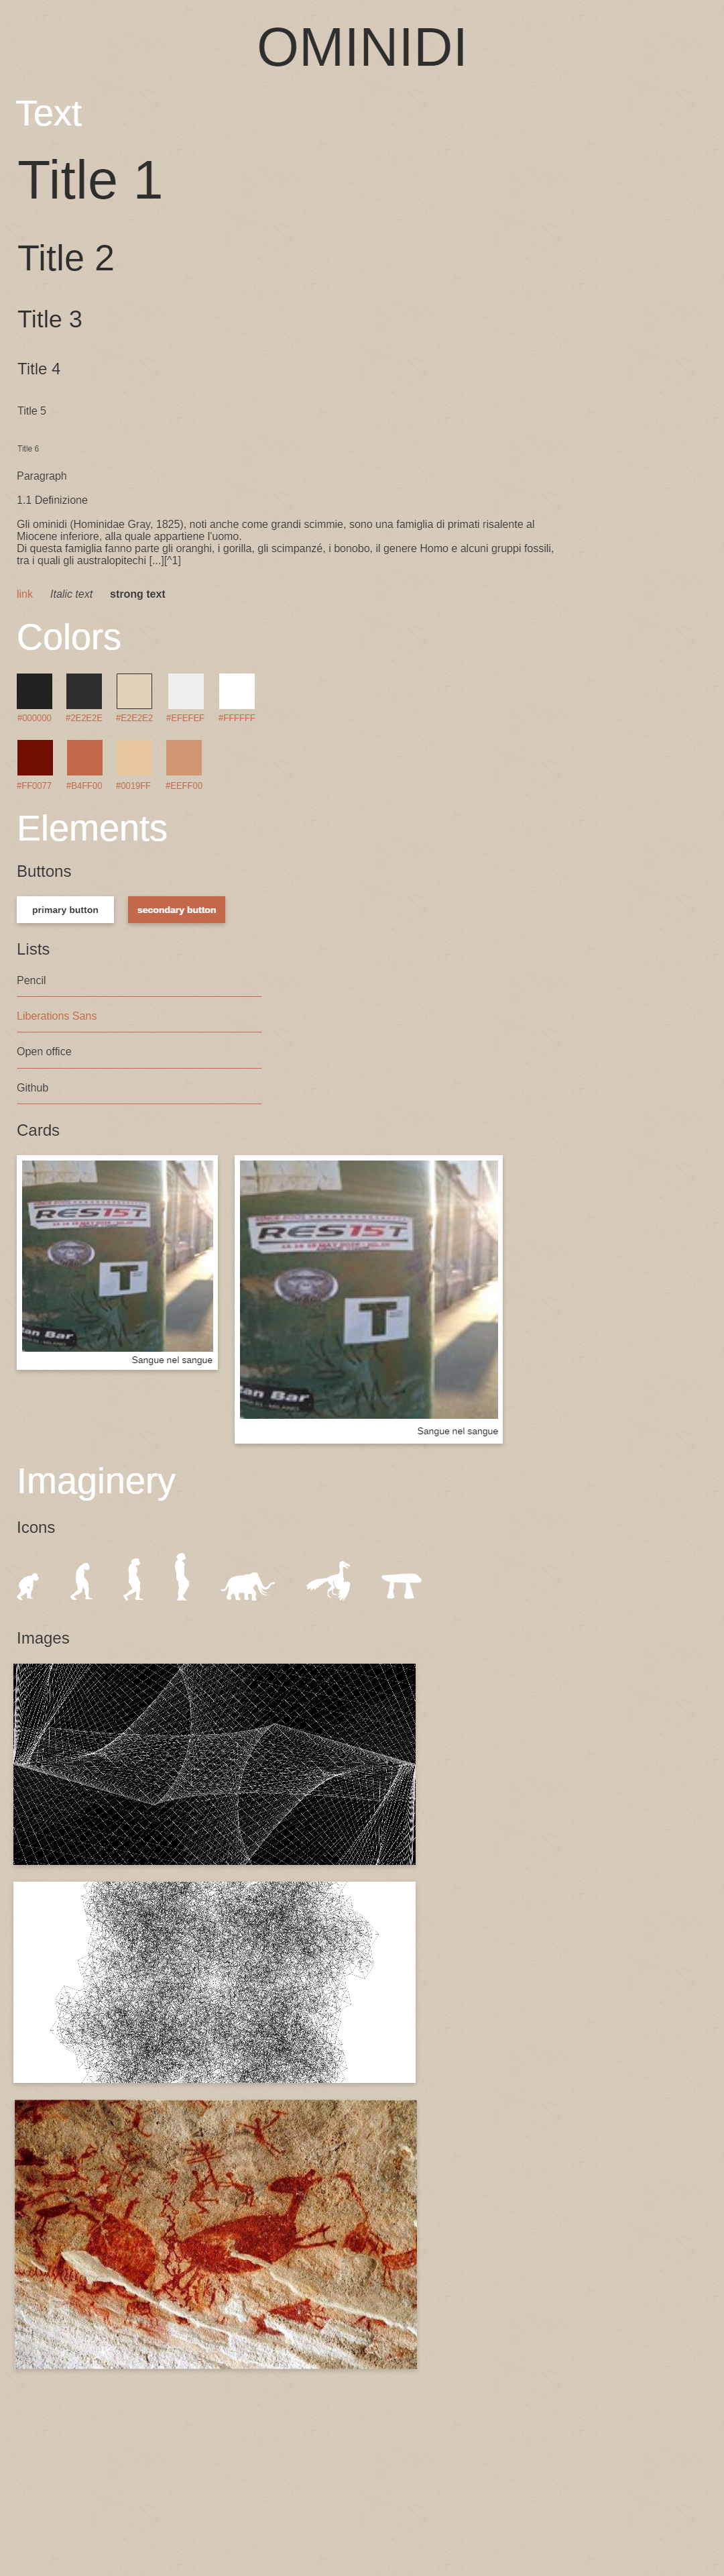 OMINIDI
Text
Title 1
Title 2
Title 3
Title 4
Title 5
Title 6
Paragraph
1.1 Definizione
Gli ominidi (Hominidae Gray, 1825), noti anche come grandi scimmie, sono una famiglia di primati risalente al
Miocene inferiore, alla quale appartiene l'uomo.
Di questa famiglia fanno parte gli oranghi, i gorilla, gli scimpanzé, i bonobo, il genere Homo e alcuni gruppi fossili,
tra i quali gli australopitechi [...][^1]
link Italic text strong text
Colors
#000000 #2E2E2E #E2E2E2 #EFEFEF #FFFFFF
#FF0077 #B4FF00 #0019FF #EEFF00
Elements
Buttons
primary button secondary button
Lists
Pencil
Liberations Sans
Open office
Github
Cards
RES15T
T
an Bar
Sangue nel sangue
RES15T
T
an Bar
Sangue nel sangue
Imaginery
Icons
Images